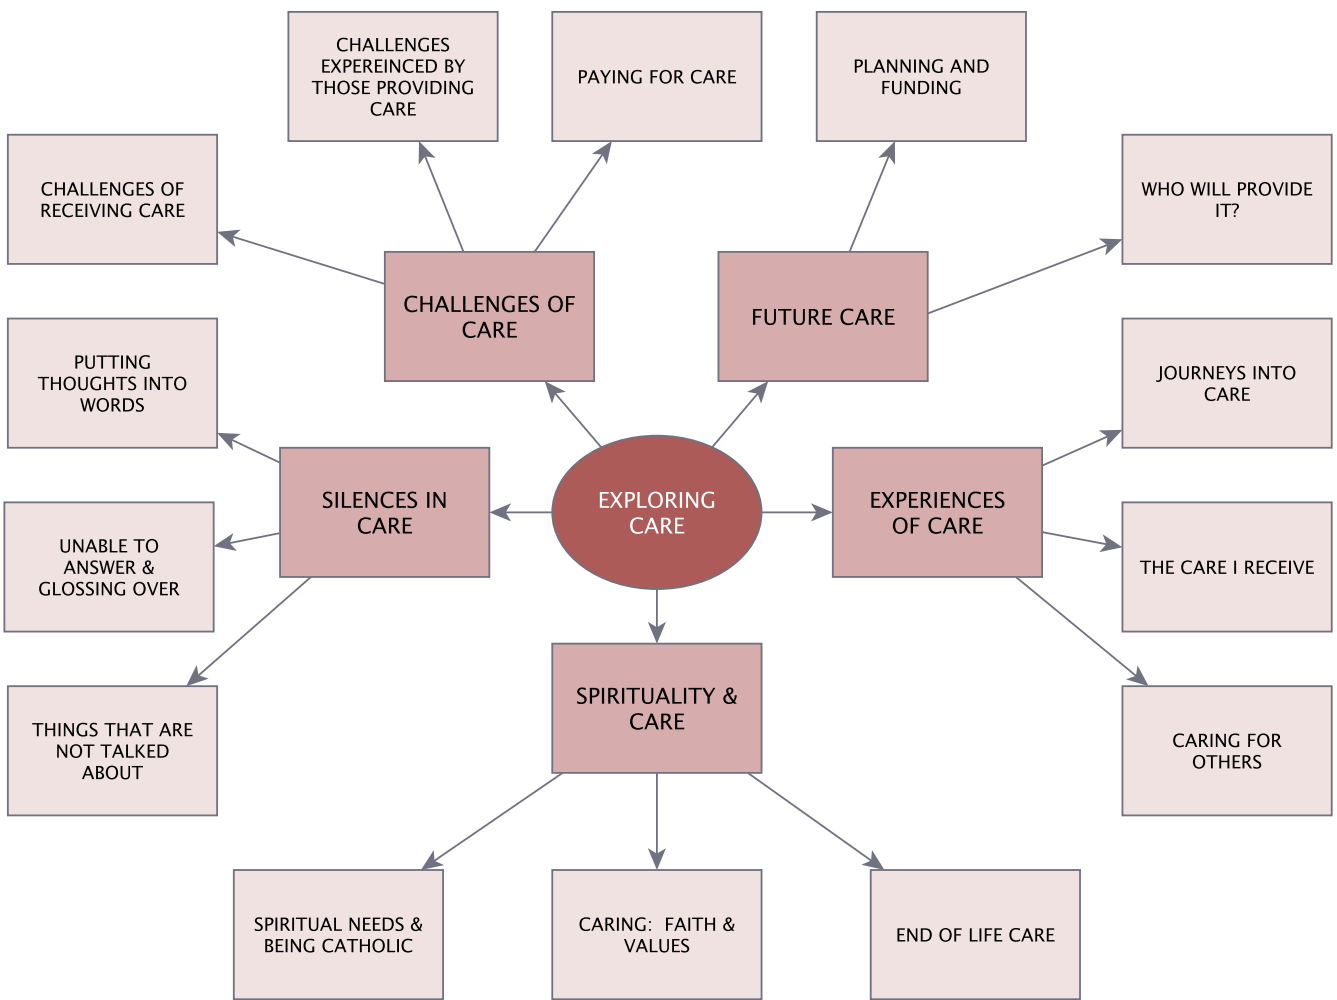 CHALLENGES
EXPEREINCED BY
THOSE PROVIDING
CARE
PAYING FOR CARE
PLANNING AND
FUNDING
CHALLENGES OF
RECEIVING CARE
WHO WILL PROVIDE
IT?
CHALLENGES OF
CARE
FUTURE CARE
PUTTING
THOUGHTS INTO
WORDS
JOURNEYS INTO
CARE
SILENCES IN
CARE
EXPLORING
CARE
EXPERIENCES
OF CARE
UNABLE TO
ANSWER &
GLOSSING OVER
THE CARE I RECEIVE
SPIRITUALITY &
CARE
THINGS THAT ARE
NOT TALKED
ABOUT
CARING FOR
OTHERS
SPIRITUAL NEEDS &
BEING CATHOLIC
CARING:  FAITH &
VALUES
END OF LIFE CARE